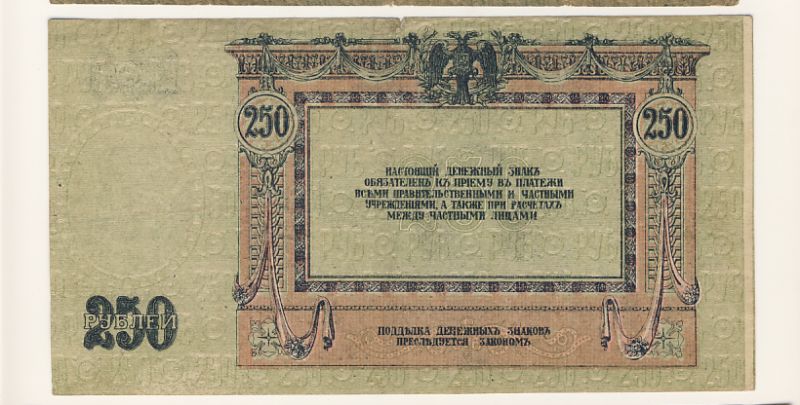 250
250
НАСТОЯЩІЙ ДЕНЕЖНЫЙ ЗНАКЪ
ОБЯЗАТЕЛЕНЪ КЪ ПРІЕМУ ВЪ ПЛАТЕЖИ
ВСѢМИ ПРАВИТЕЛЬСТВЕННЫМИ И ЧАСТНЫМИ
УЧРЕЖДЕНІЯМИ, А ТАКЖЕ ПРИ РАСЧЕТАХЪ
МЕЖДУ ЧАСТНЫМИ ЛИЦАМИ
250
РУБЛЕЙ
ПОДДѢЛКА ДЕНЕЖНЫХЪ ЗНАКОВЪ
ПРЕСЛѢДУЕТСЯ ЗАКОНОМЪ